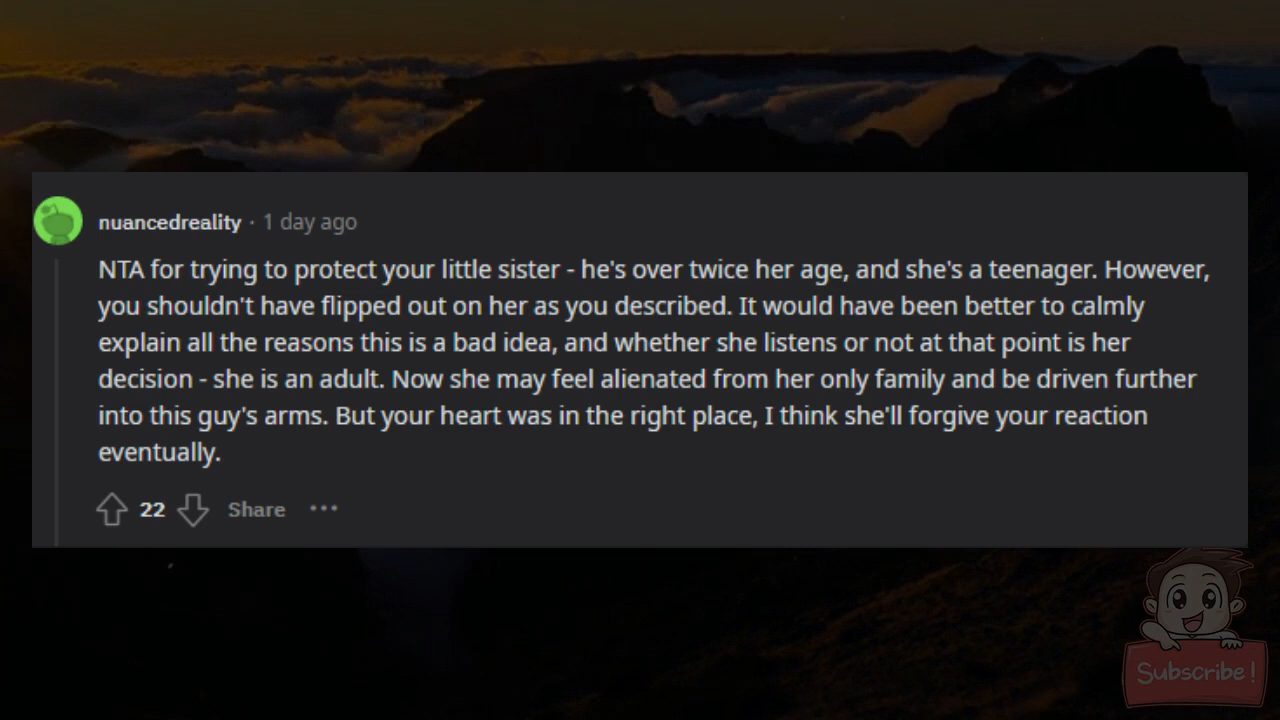 nuancedreality · 1 day ago
NTA for trying to protect your little sister - he's over twice her age, and she's a teenager. However,
you shouldn't have flipped out on her as you described. It would have been better to calmly
explain all the reasons this is a bad idea, and whether she listens or not at that point is her
decision - she is an adult. Now she may feel alienated from her only family and be driven further
into this guy's arms. But your heart was in the right place, I think she'll forgive your reaction
eventually.
22 Share ···
Subscribe!